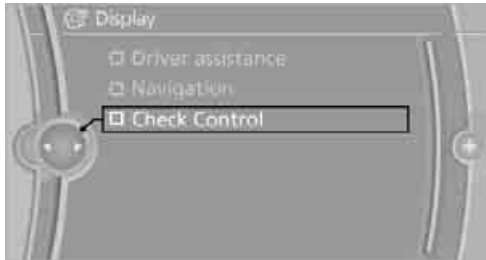 Display
Driver assistance
Navigation
Check Control